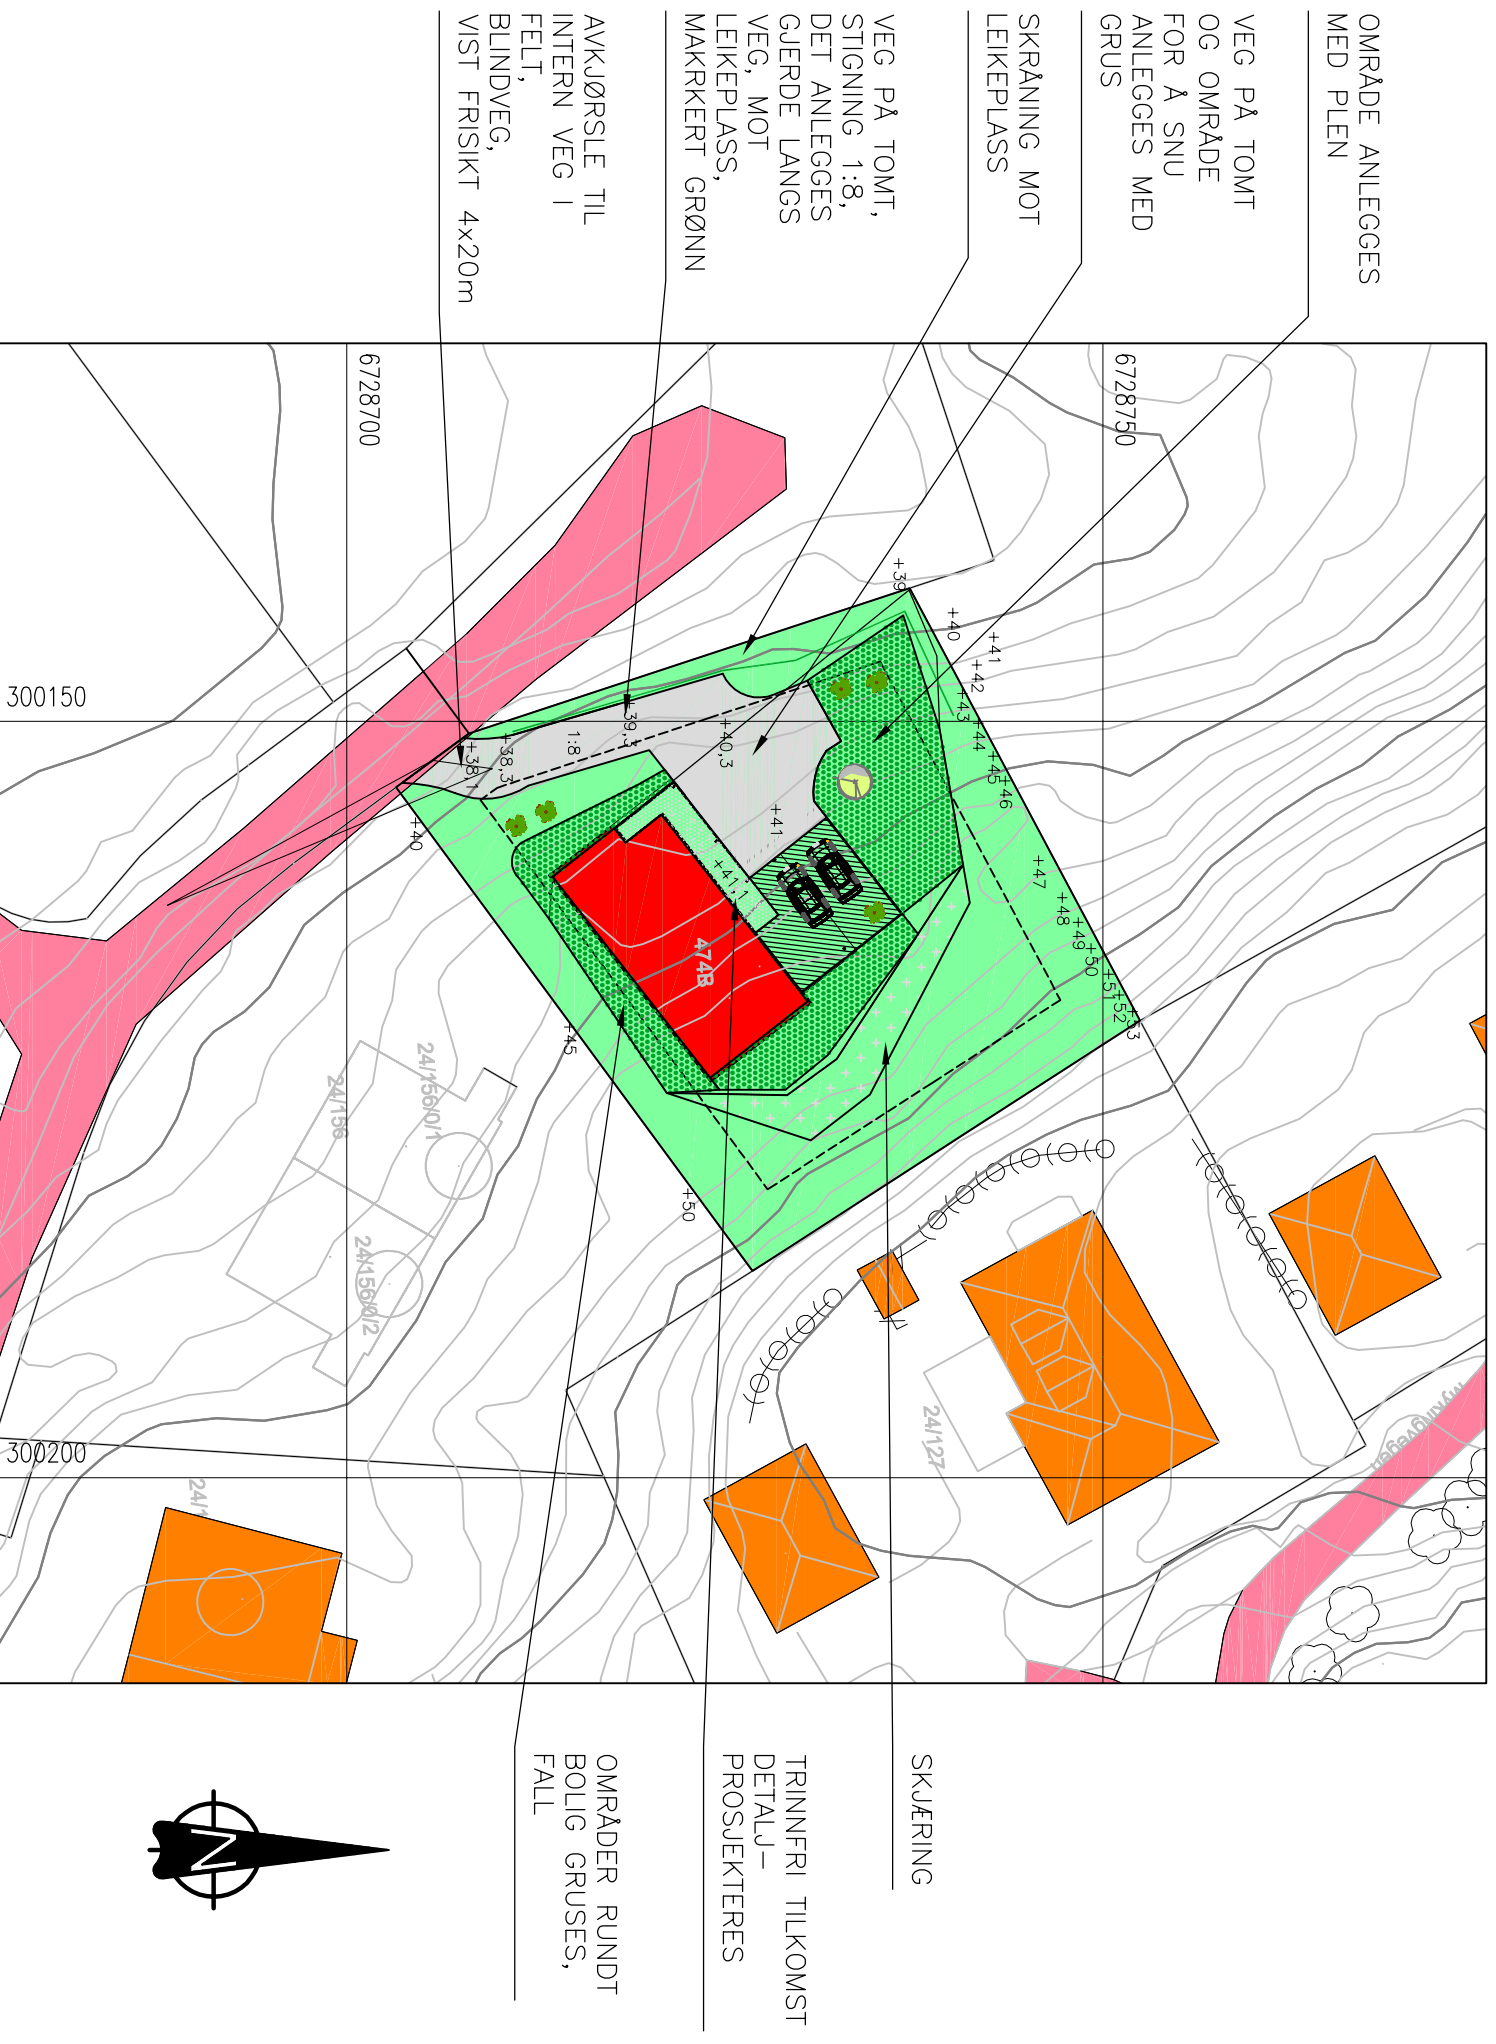 OMRÅDE ANLEGGES
MED PLEN
VEG PÅ TOMT
OG OMRÅDE
FOR Å SNU
ANLEGGES MED
GRUS
SKRÅNING MOT
LEIKEPLASS
VEG PÅ TOMT,
STIGNING 1:8,
DET ANLEGGES
GJERDE LANGS
VEG, MOT
LEIKEPLASS,
MAKRKERT GRØNN
AVKJØRSLE TIL
INTERN VEG I
FELT,
BLINDVEG,
VIST FRISIKT 4x20m
6728750
6728700
300150
300200
+39
+40
+41
+42
+43
+44
+45
+46
+47
+48
+49
+50
+51
+52
+53
+40,3
+39,3
1:8
+38,3
+38,1
+41
+41,1
+40
+45
+50
474B
24/156/0/1
24/156
24/156/0/2
24/127
24/1
Mykingvegen
SKJÆRING
TRINNFRI TILKOMST
DETALJ-
PROSJEKTERES
OMRÅDER RUNDT
BOLIG GRUSES,
FALL
N